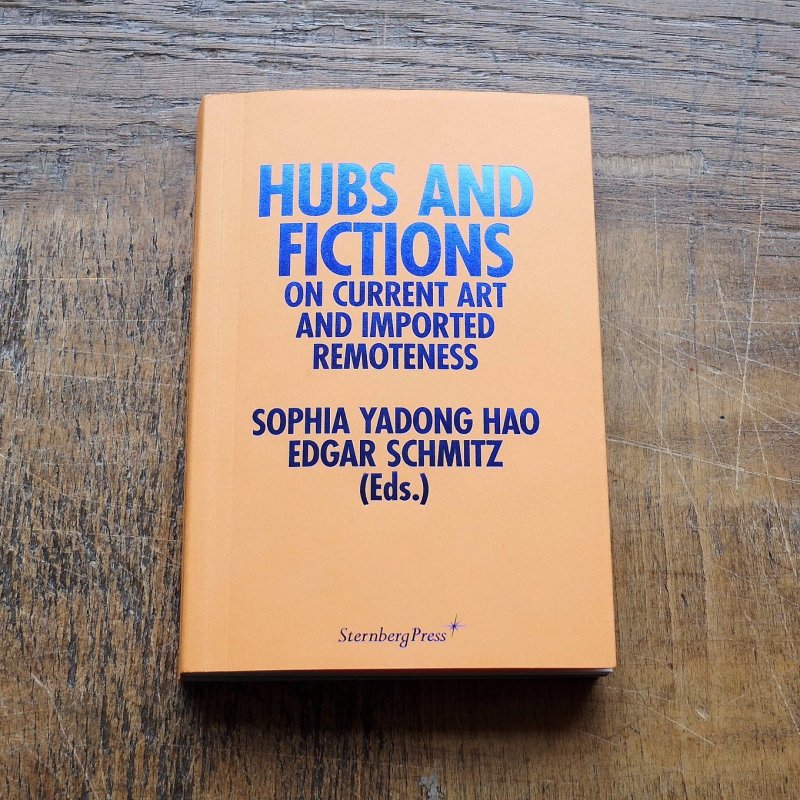 HUBS AND
FICTIONS
ON CURRENT ART
AND IMPORTED
REMOTENESS
SOPHIA YADONG HAO
EDGAR SCHMITZ
(Eds.)
SternbergPress